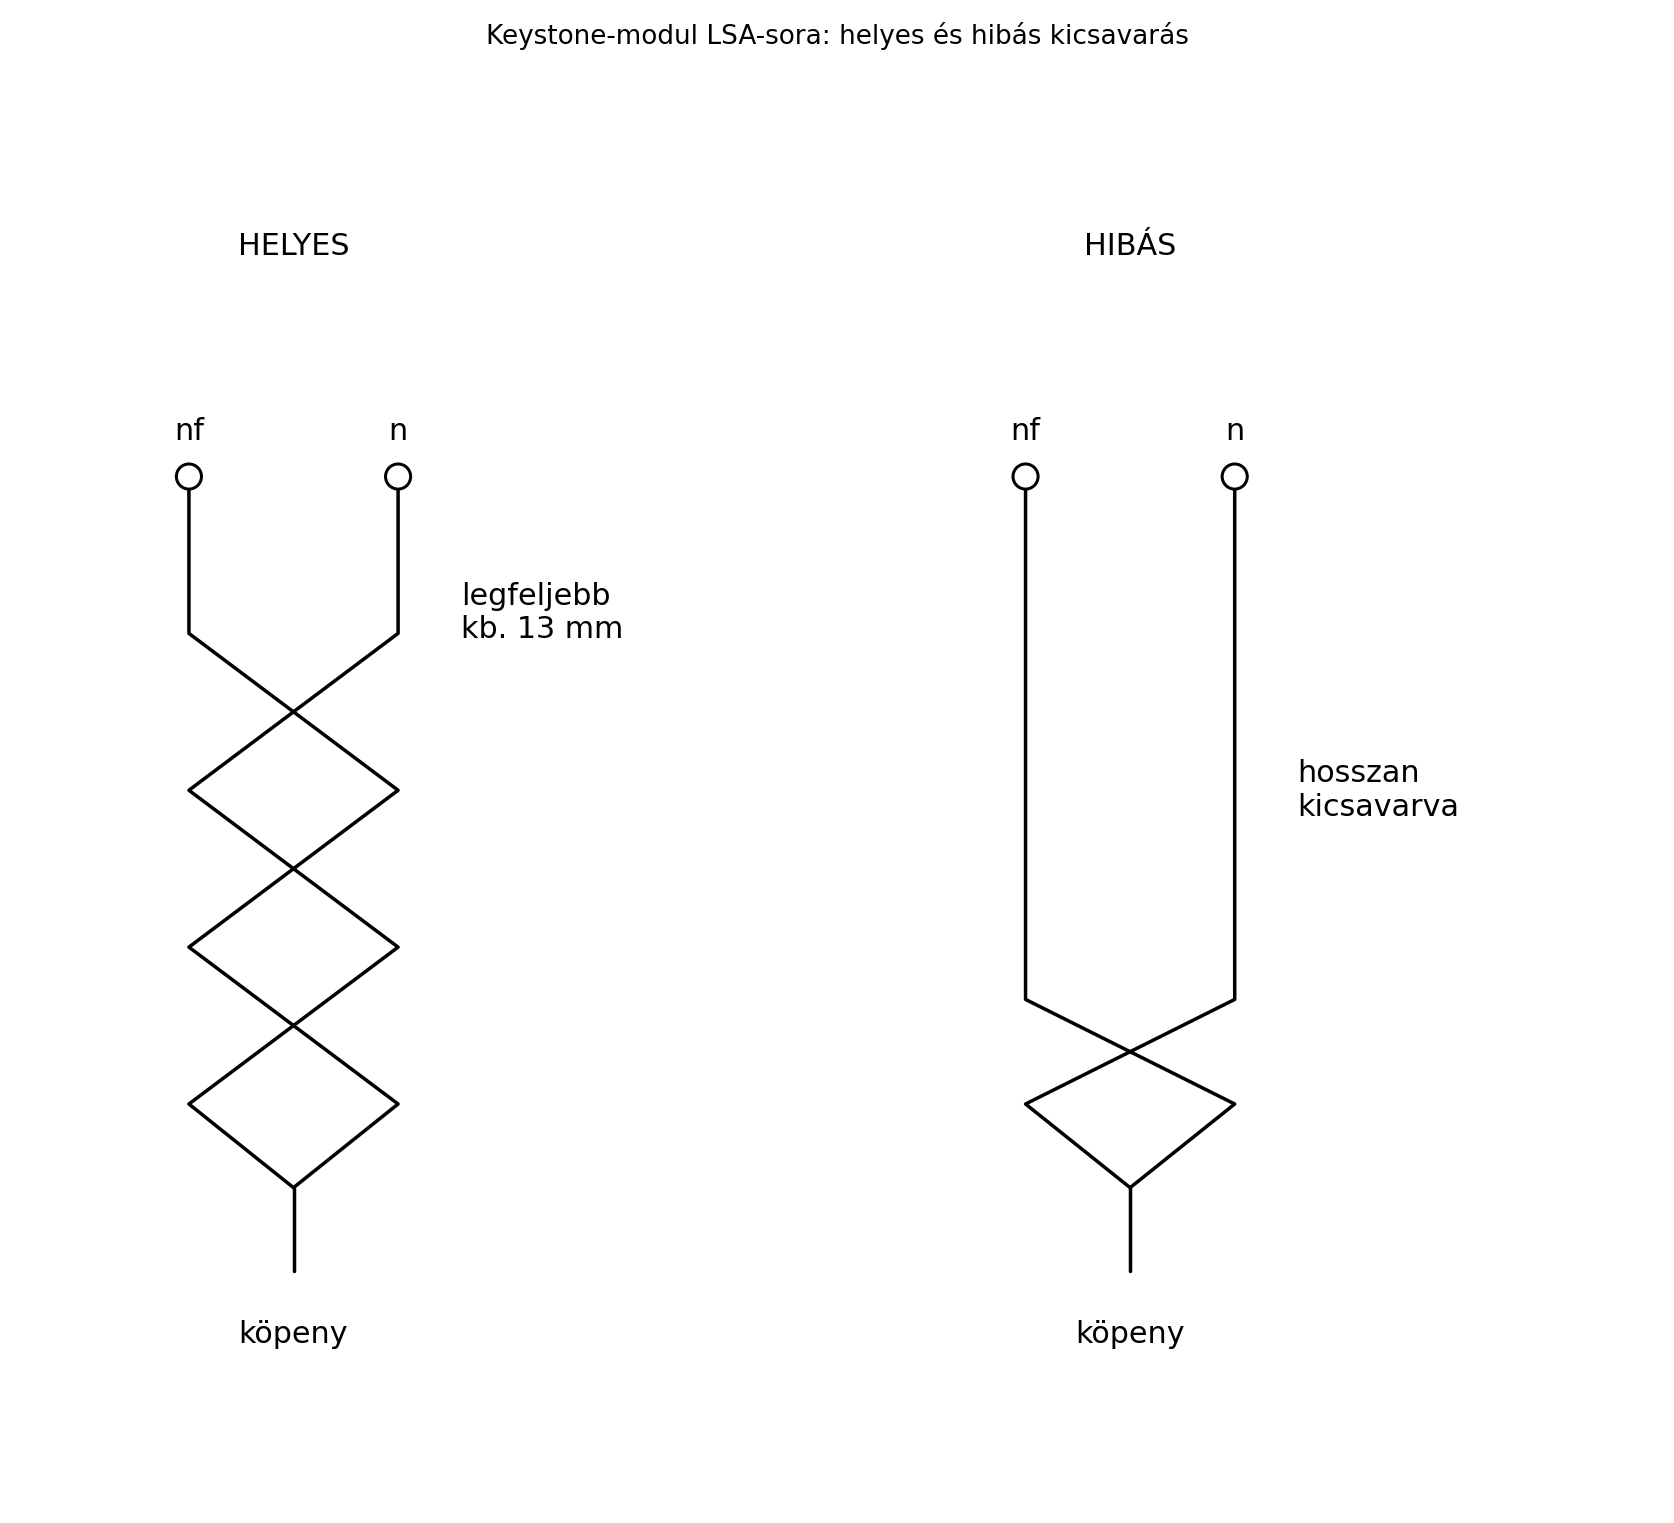 Keystone-modul LSA-sora: helyes és hibás kicsavarás
HELYES
HIBÁS
nf
n
nf
n
legfeljebb
kb. 13 mm
hosszan
kicsavarva
köpeny
köpeny